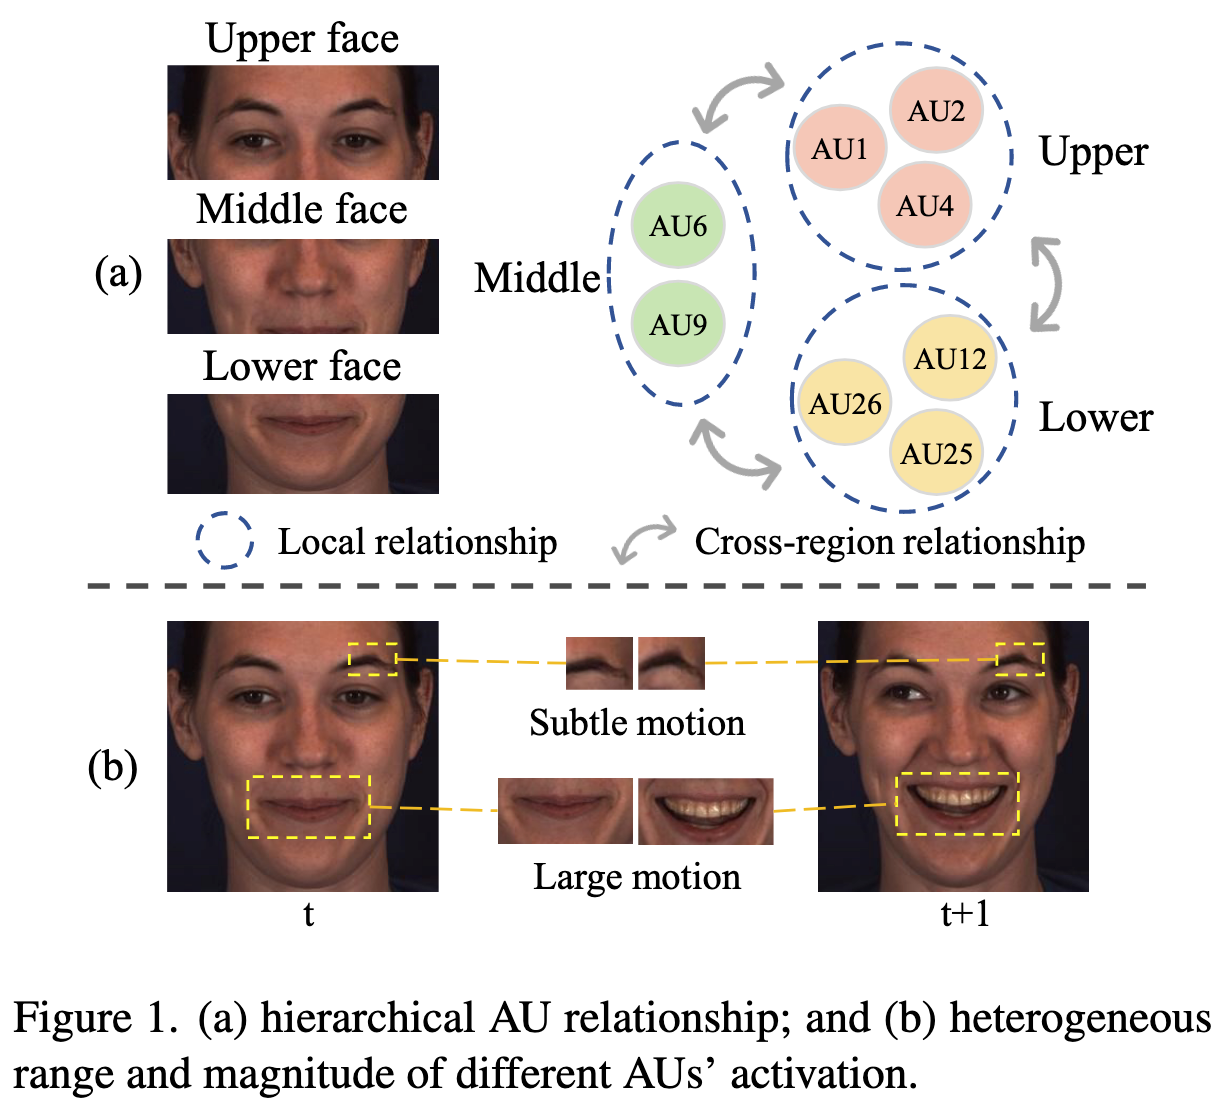 Upper face
Middle face
(a)
Lower face
AU2
AU1
Upper
AU4
AU6
Middle
AU9
AU12
AU26
Lower
AU25
Local relationship
Cross-region relationship
(b)
Subtle motion
Large motion
t
t+1
Figure 1. (a) hierarchical AU relationship; and (b) heterogeneous
range and magnitude of different AUs’ activation.